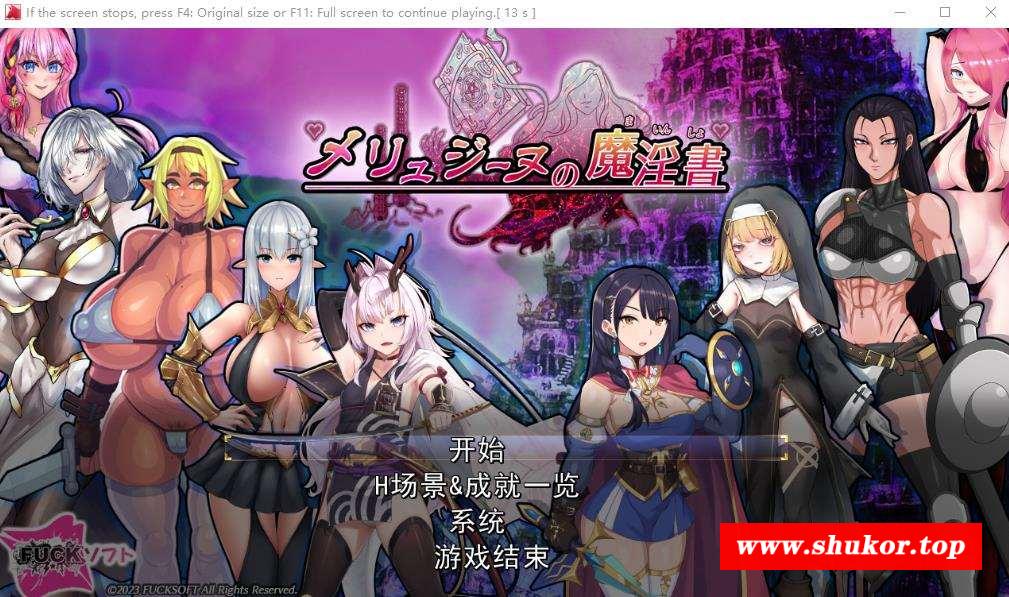 If the screen stops, press F4: Original size or F11: Full screen to continue playing.[ 13 s ]
ま いん しょ
メリュジーヌの魔淫書
开始
H场景&成就一览
系统
游戏结束
FUCKソフト
www.shukor.top
©2023 FUCKSOFT All Rights Reserved.